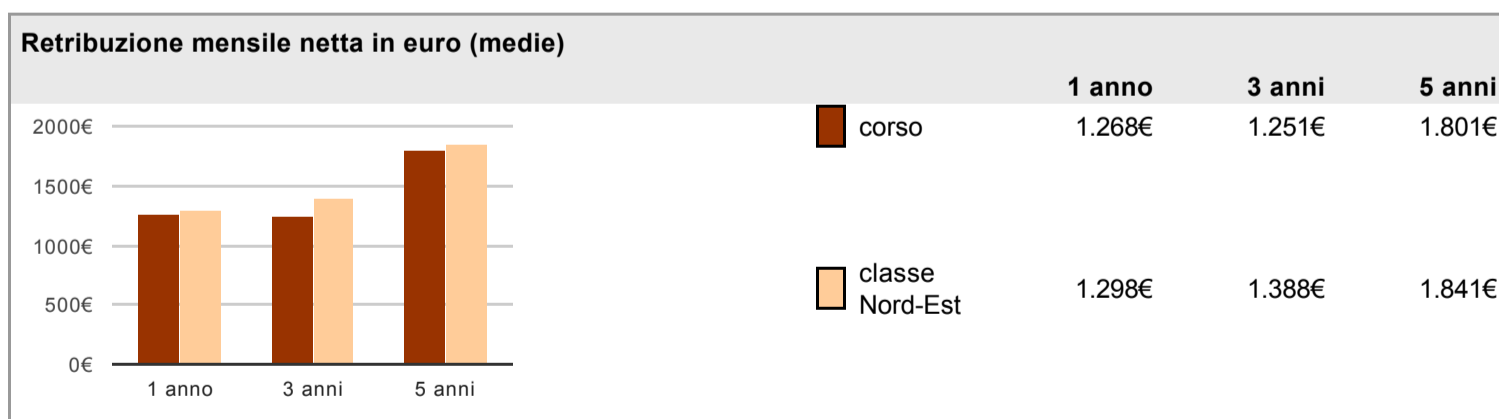 Retribuzione mensile netta in euro (medie)
1 anno 3 anni 5 anni
2000€
1500€
1000€
500€
0€
1 anno 3 anni 5 anni
corso 1.268€ 1.251€ 1.801€
classe
Nord-Est 1.298€ 1.388€ 1.841€